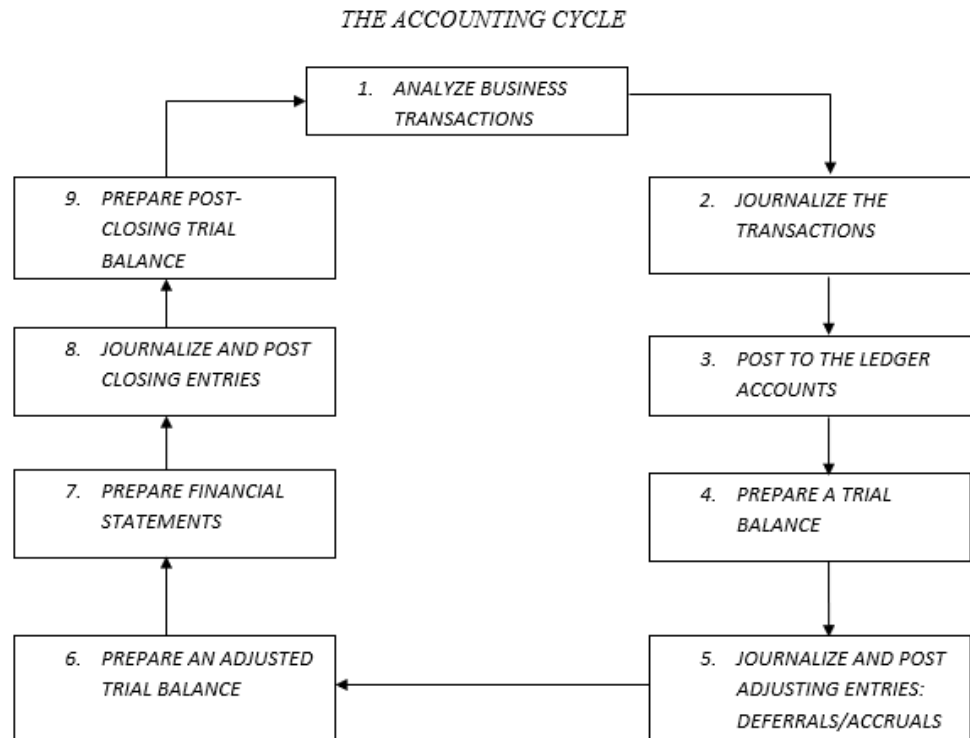 THE ACCOUNTING CYCLE
1. ANALYZE BUSINESS
TRANSACTIONS
2. JOURNALIZE THE
TRANSACTIONS
3. POST TO THE LEDGER
ACCOUNTS
4. PREPARE A TRIAL
BALANCE
5. JOURNALIZE AND POST
ADJUSTING ENTRIES:
DEFERRALS/ACCRUALS
6. PREPARE AN ADJUSTED
TRIAL BALANCE
7. PREPARE FINANCIAL
STATEMENTS
8. JOURNALIZE AND POST
CLOSING ENTRIES
9. PREPARE POST-
CLOSING TRIAL
BALANCE